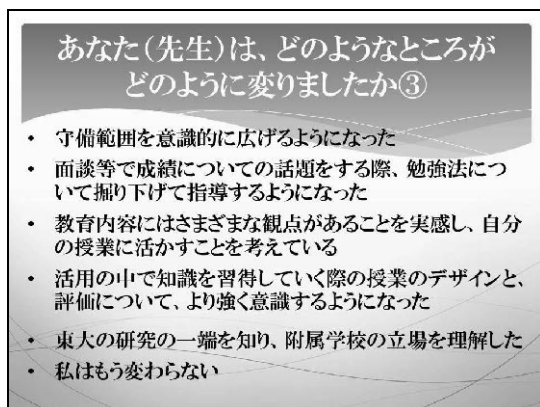 あなた（先生）は、どのようなところが
どのように変りましたか③
• 守備範囲を意識的に広げるようになった
• 面談等で成績についての話題をする際、勉強法につ
いて掘り下げて指導するようになった
• 教育内容にはさまざまな観点があることを実感し、自分
の授業に活かすことを考えている
• 活用の中で知識を習得していく際の授業のデザインと、
評価について、より強く意識するようになった
• 東大の研究の一端を知り、附属学校の立場を理解した
• 私はもう変わらない